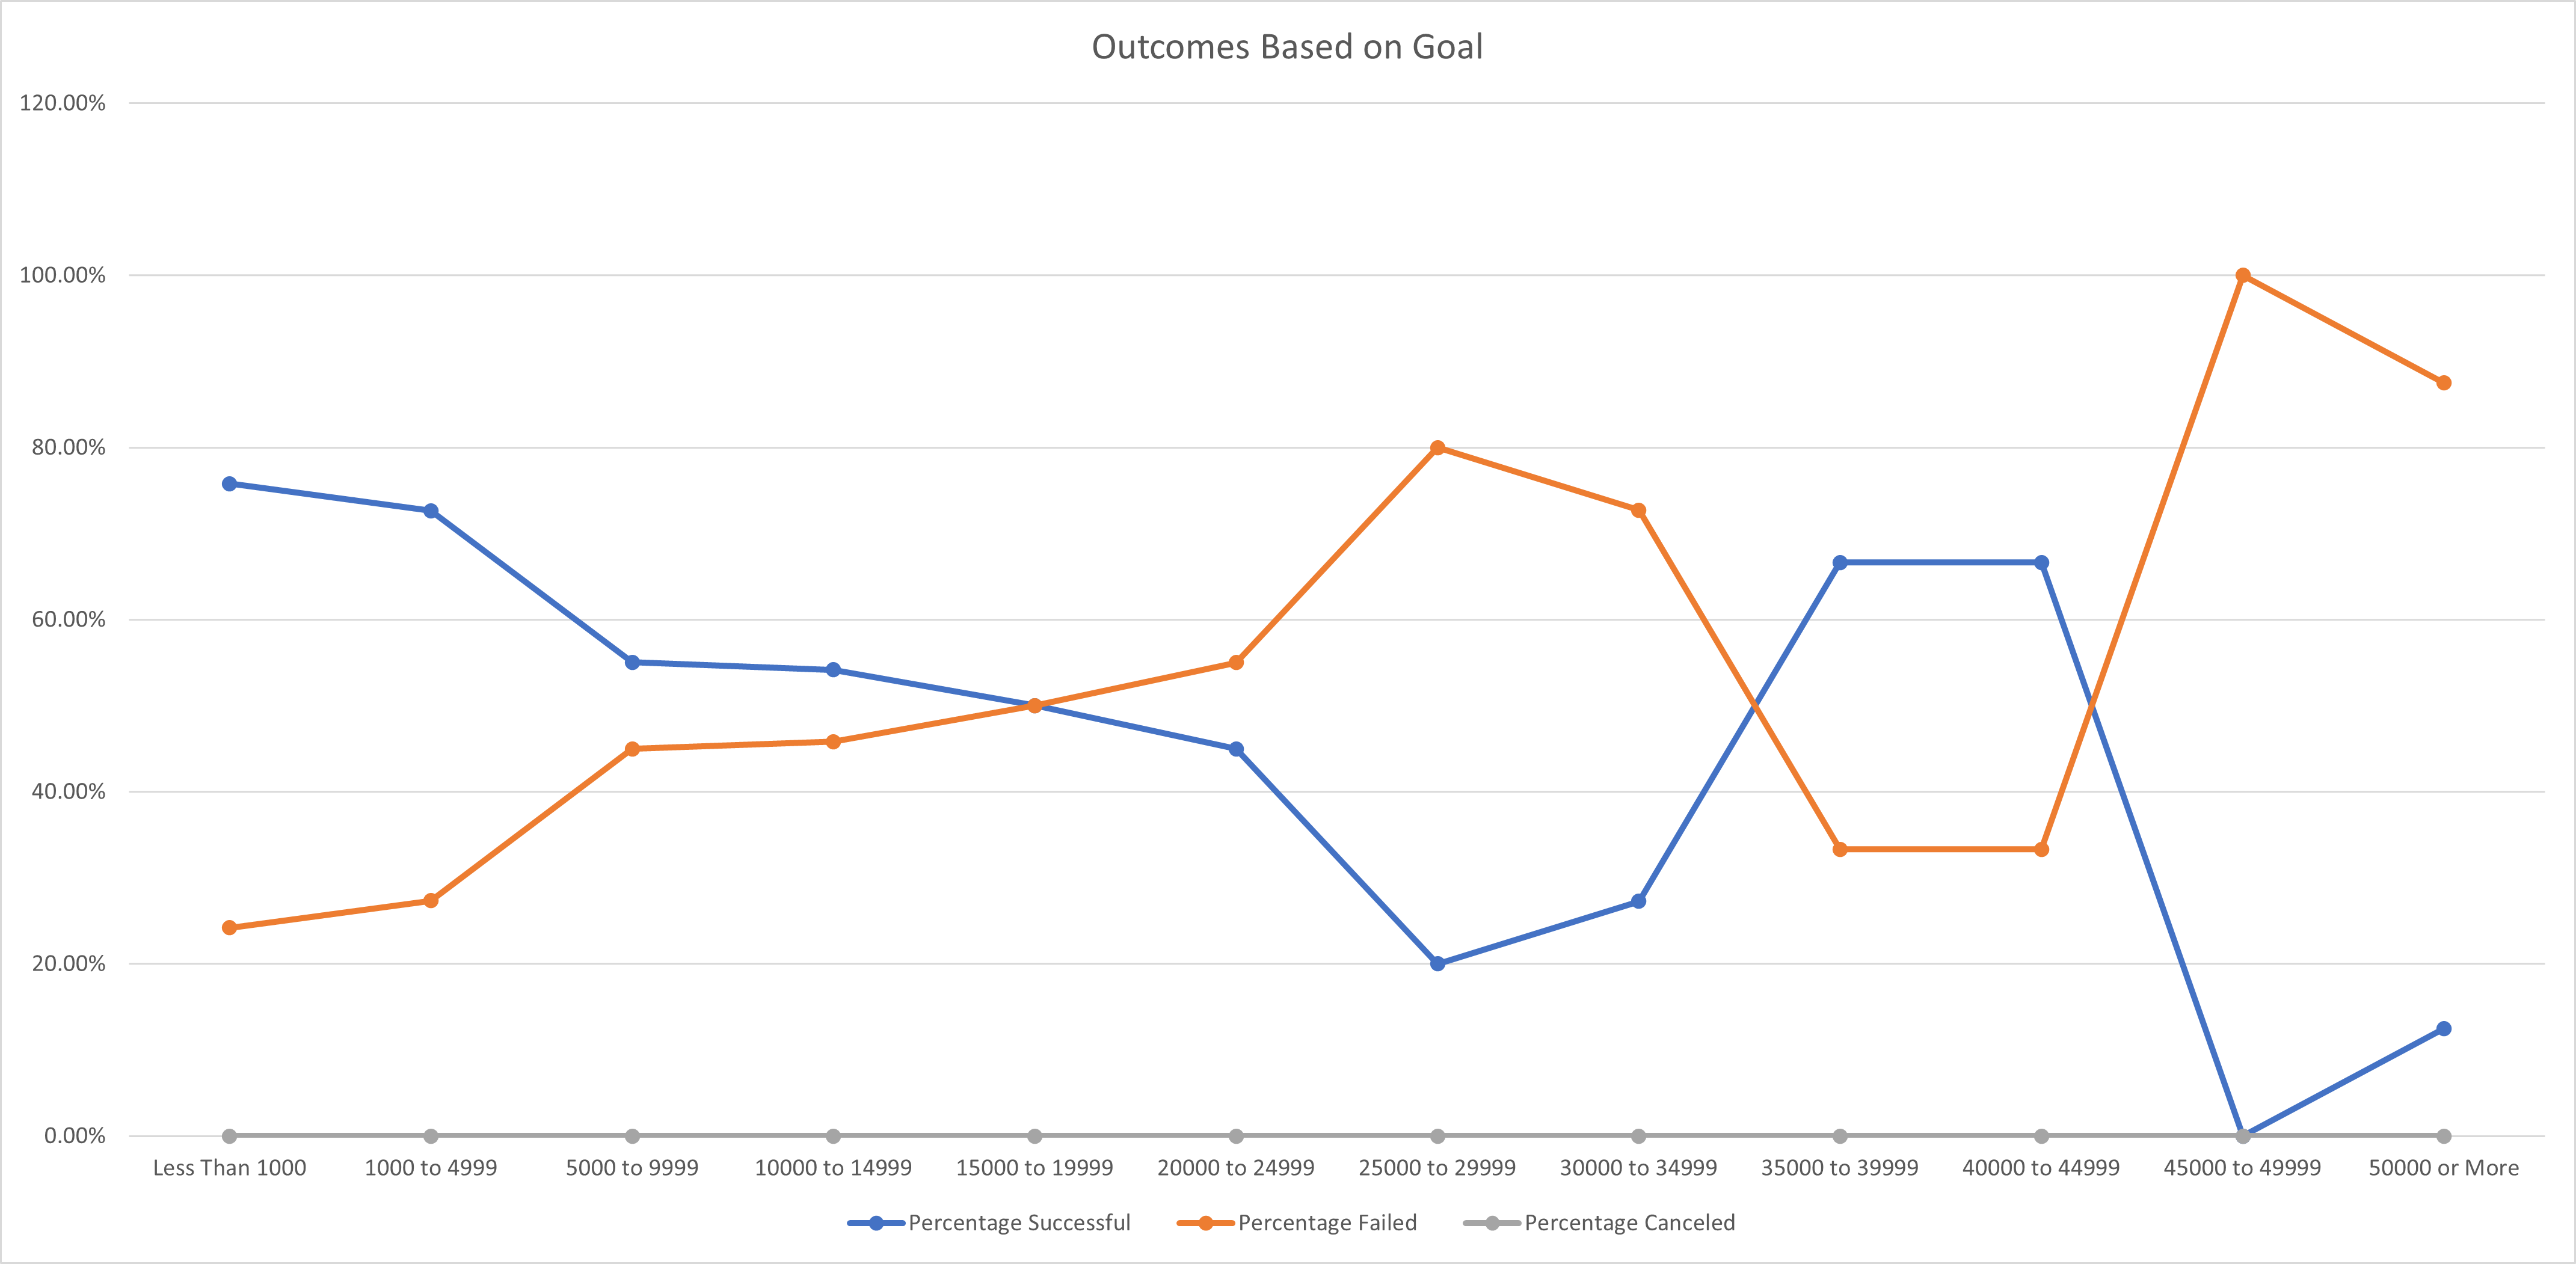 Outcomes Based on Goal
120.00%
100.00%
80.00%
60.00%
40.00%
20.00%
0.00%
Less Than 1000 1000 to 4999 5000 to 9999 10000 to 14999 15000 to 19999 20000 to 24999 25000 to 29999 30000 to 34999 35000 to 39999 40000 to 44999 45000 to 49999 50000 or More
Percentage Successful Percentage Failed Percentage Canceled